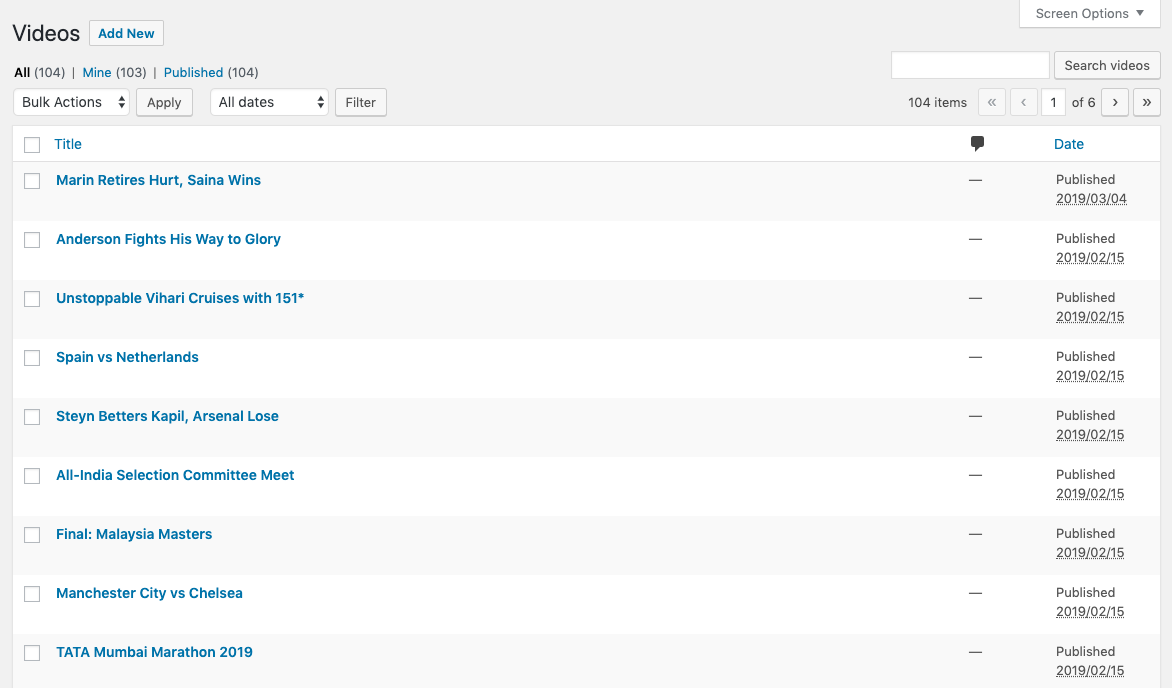 Screen Options ▼
Videos Add New
All (104) | Mine (103) | Published (104)
Search videos
Bulk Actions Apply All dates Filter 104 items « ‹ 1 of 6 › »
Title Date
Marin Retires Hurt, Saina Wins — Published
2019/03/04
Anderson Fights His Way to Glory — Published
2019/02/15
Unstoppable Vihari Cruises with 151* — Published
2019/02/15
Spain vs Netherlands — Published
2019/02/15
Steyn Betters Kapil, Arsenal Lose — Published
2019/02/15
All-India Selection Committee Meet — Published
2019/02/15
Final: Malaysia Masters — Published
2019/02/15
Manchester City vs Chelsea — Published
2019/02/15
TATA Mumbai Marathon 2019 — Published
2019/02/15